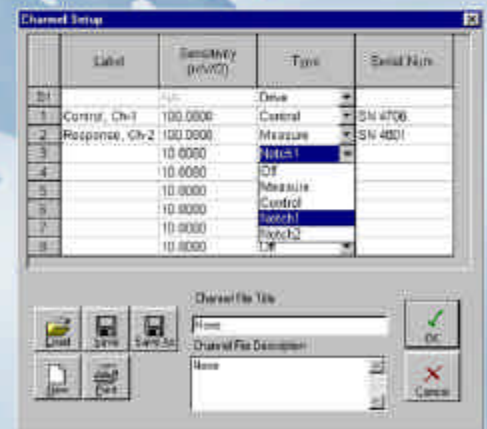 Channel Setup
Label Sensitivity (mV/G) Type Serial Num
D1 N/A Drive
1 Control, Ch-1 100.0000 Control SN 4706
2 Response, Ch-2 100.0000 Measure SN 4801
3 10.0000 Notch1
4 10.0000 Off
5 10.0000 Measure
6 10.0000 Control
7 10.0000 Notch1
Notch2
8 10.0000 Off
Channel File Title
None
Load Save Save As OK
Channel File Description
None
New Print Cancel